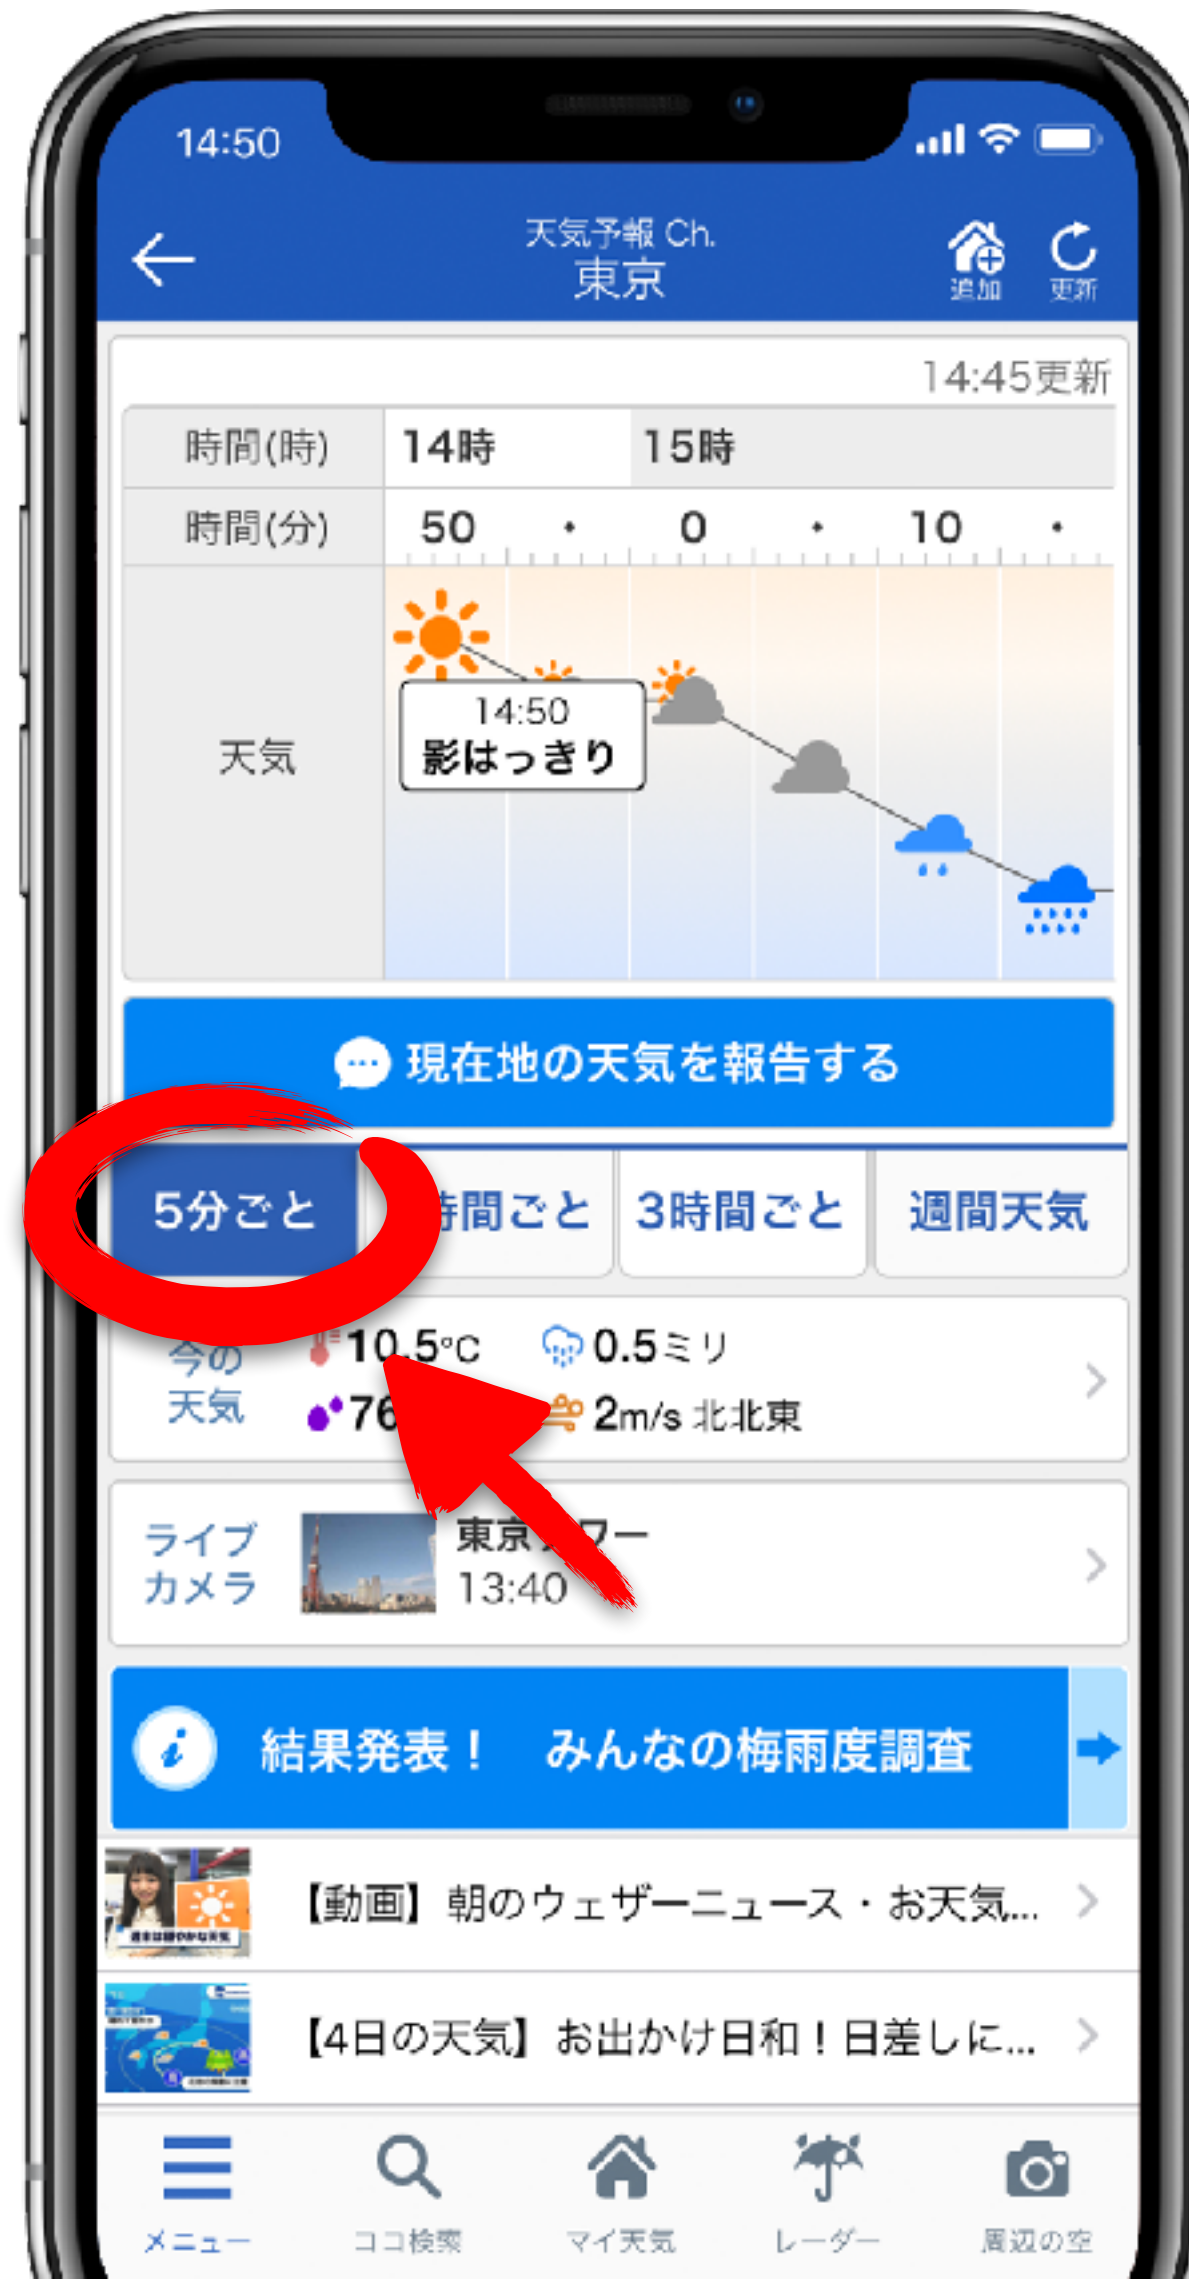 14:50
天気予報 Ch.
東京
追加
更新
14:45更新
時間(時) 14時 15時
時間(分) 50 ・ 0 ・ 10 ・
天気
14:50
影はっきり
現在地の天気を報告する
5分ごと 時間ごと 3時間ごと 週間天気
今の
天気
10.5℃ 0.5ミリ
76 2m/s 北北東
ライブ
カメラ
東京タワー
13:40
i 結果発表！ みんなの梅雨度調査
【動画】朝のウェザーニュース・お天気...
【4日の天気】お出かけ日和！日差しに...
メニュー ココ検索 マイ天気 レーダー 周辺の空